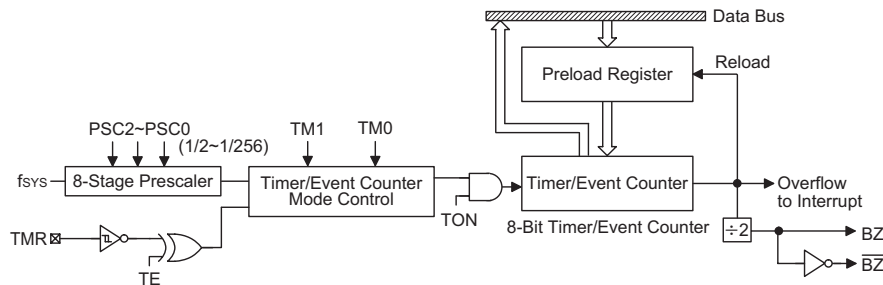 Data Bus
Preload Register
Reload
PSC2~PSC0
(1/2~1/256)
TM1
TM0
fSYS
8-Stage Prescaler
Timer/Event Counter
Mode Control
TON
Timer/Event Counter
8-Bit Timer/Event Counter
Overflow
to Interrupt
÷2
BZ
B̅Z̅
TMR
TE